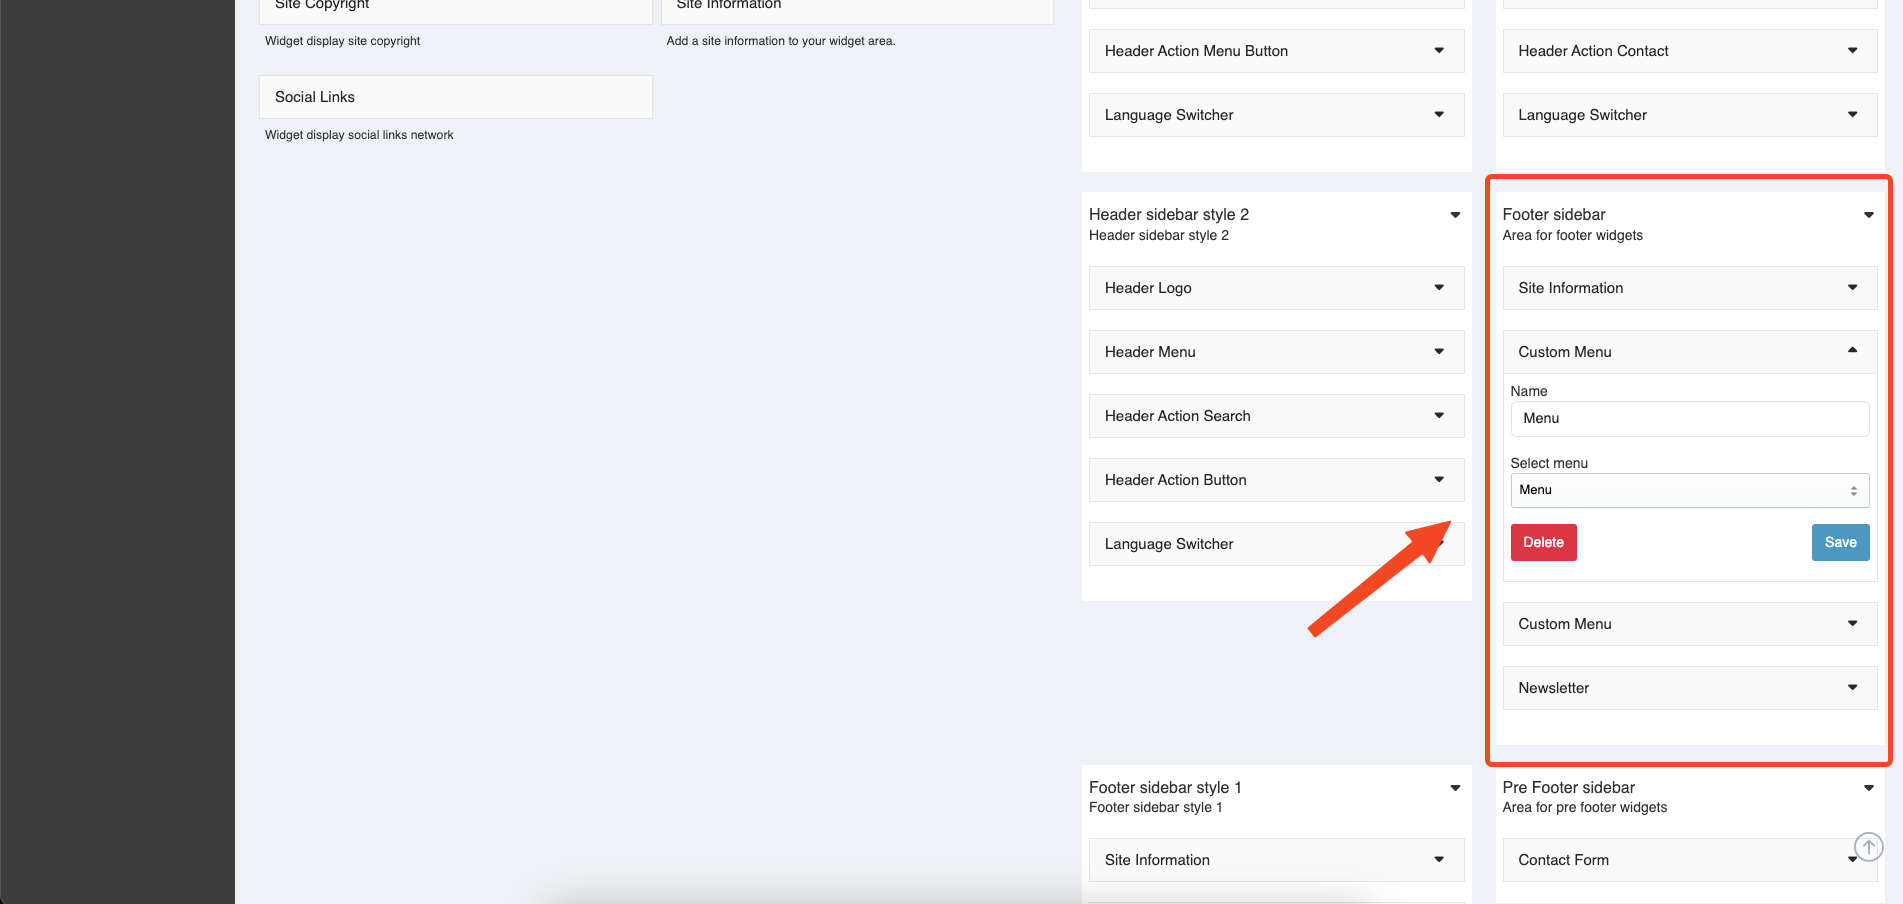 Site Copyright
Widget display site copyright
Site Information
Add a site information to your widget area.
Social Links
Widget display social links network
Header Action Menu Button
Language Switcher
Header Action Contact
Language Switcher
Header sidebar style 2
Header sidebar style 2
Header Logo
Header Menu
Header Action Search
Header Action Button
Language Switcher
Footer sidebar
Area for footer widgets
Site Information
Custom Menu
Name
Menu
Select menu
Menu
Delete
Save
Custom Menu
Newsletter
Footer sidebar style 1
Footer sidebar style 1
Site Information
Pre Footer sidebar
Area for pre footer widgets
Contact Form